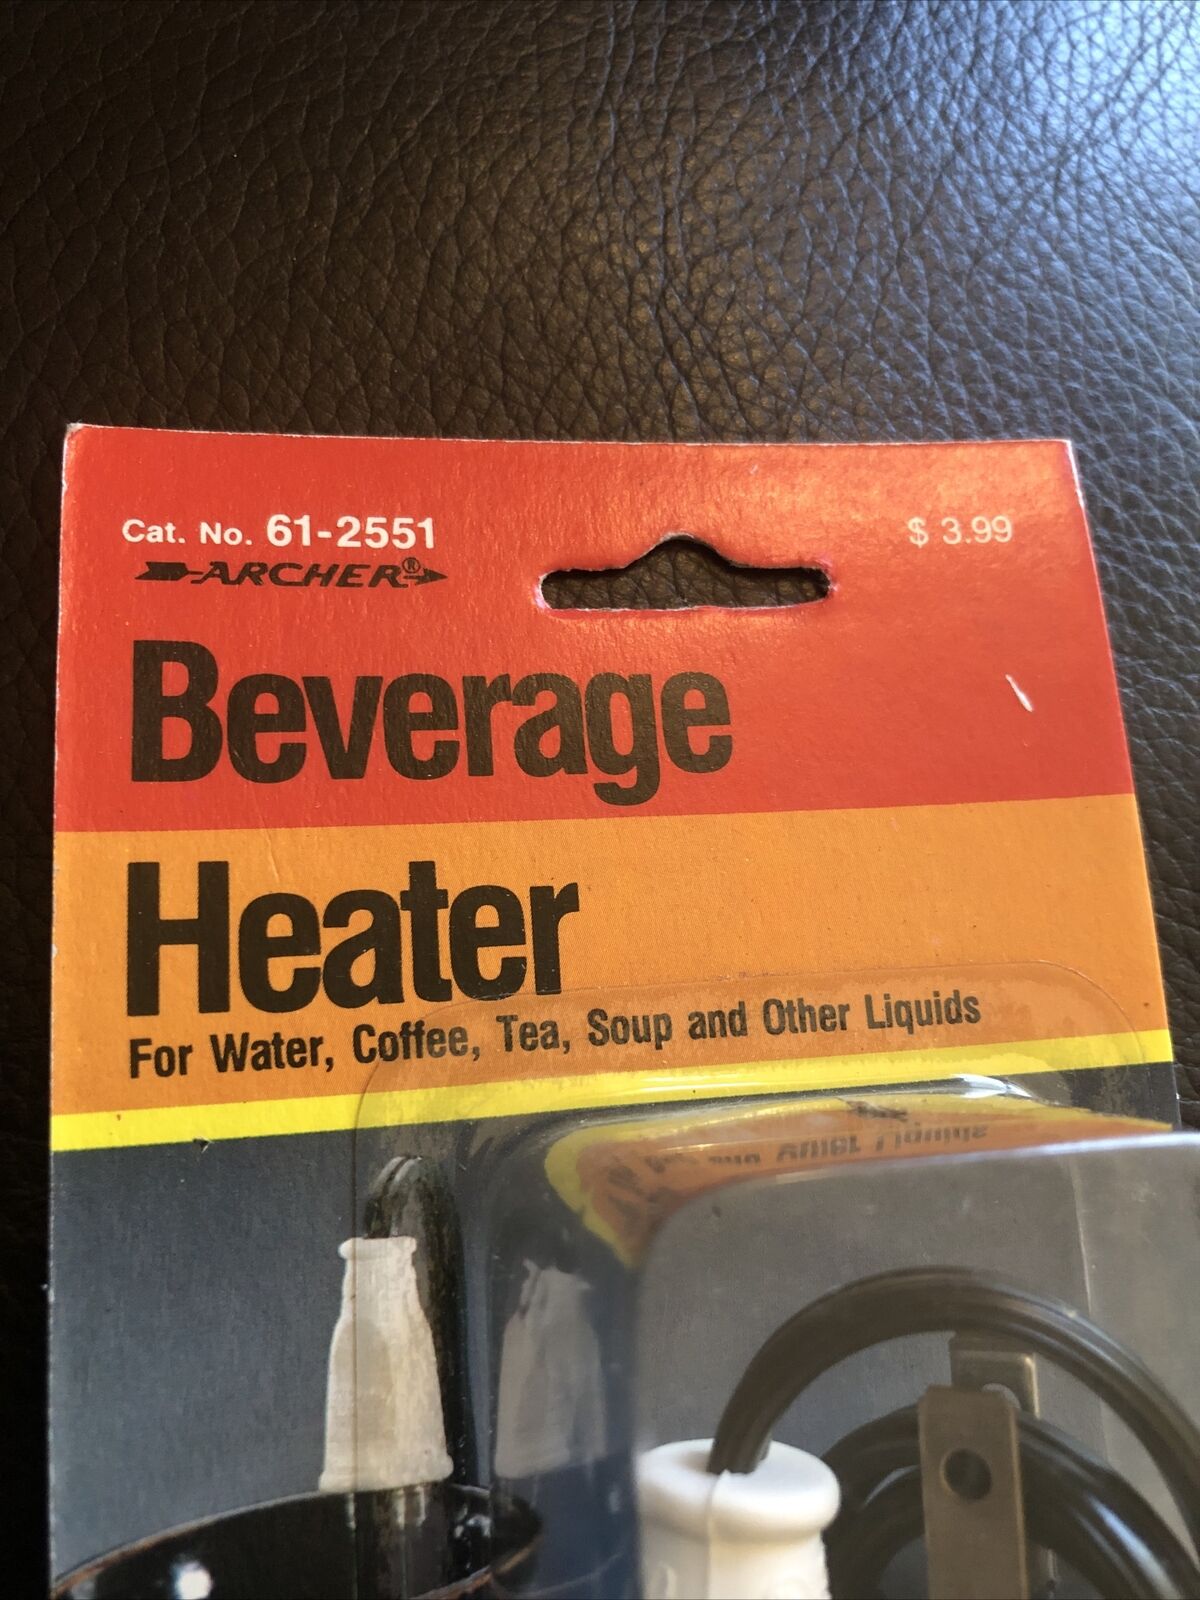 Cat. No. 61-2551
$ 3.99
ARCHER®
Beverage
Heater
For Water, Coffee, Tea, Soup and Other Liquids